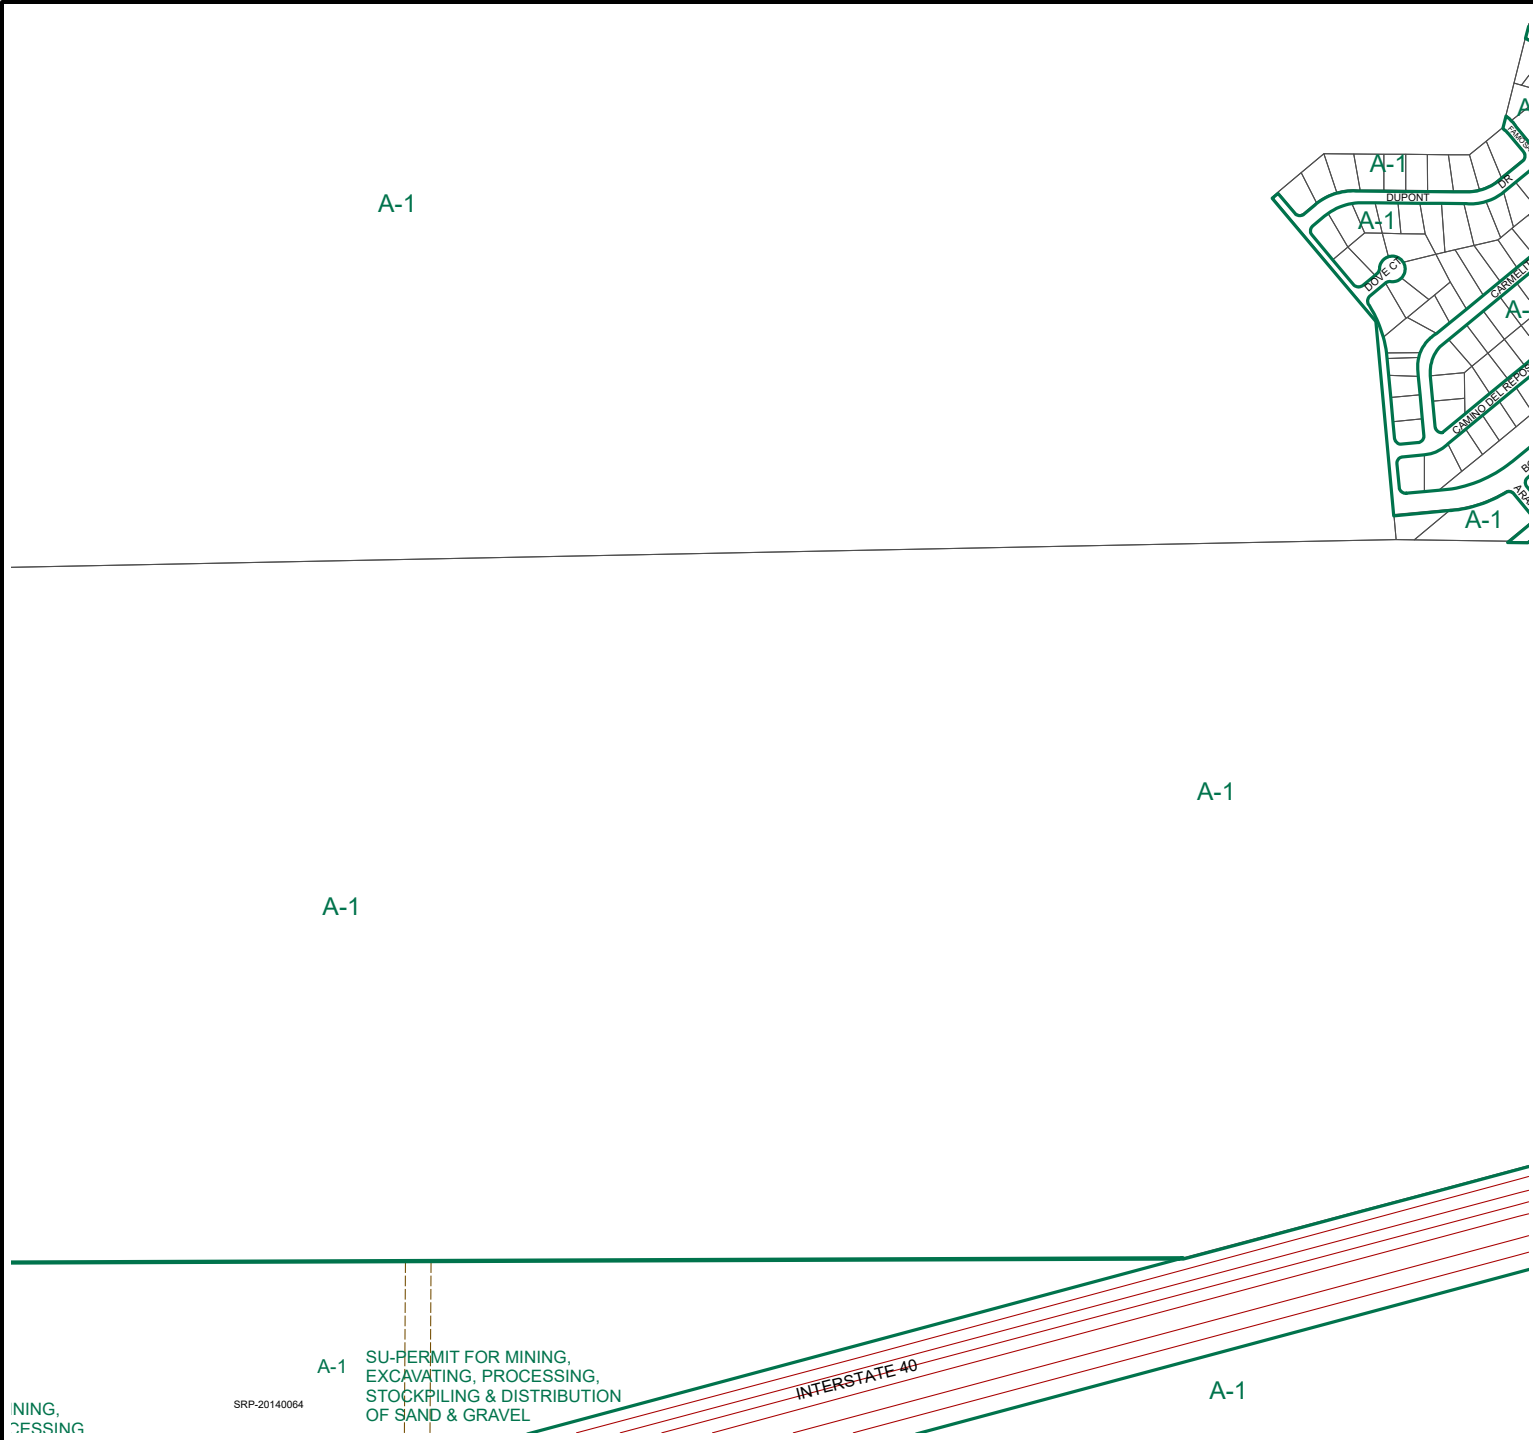 A-1
A-1
DUPONT
DR
A-1
DOVE CT
CAMINO DEL REPOS
A-1
A-1
A-1
A-1
SU-PERMIT FOR MINING,
EXCAVATING, PROCESSING,
STOCKPILING & DISTRIBUTION
OF SAND & GRAVEL
SRP-20140064
INTERSTATE 40
A-1